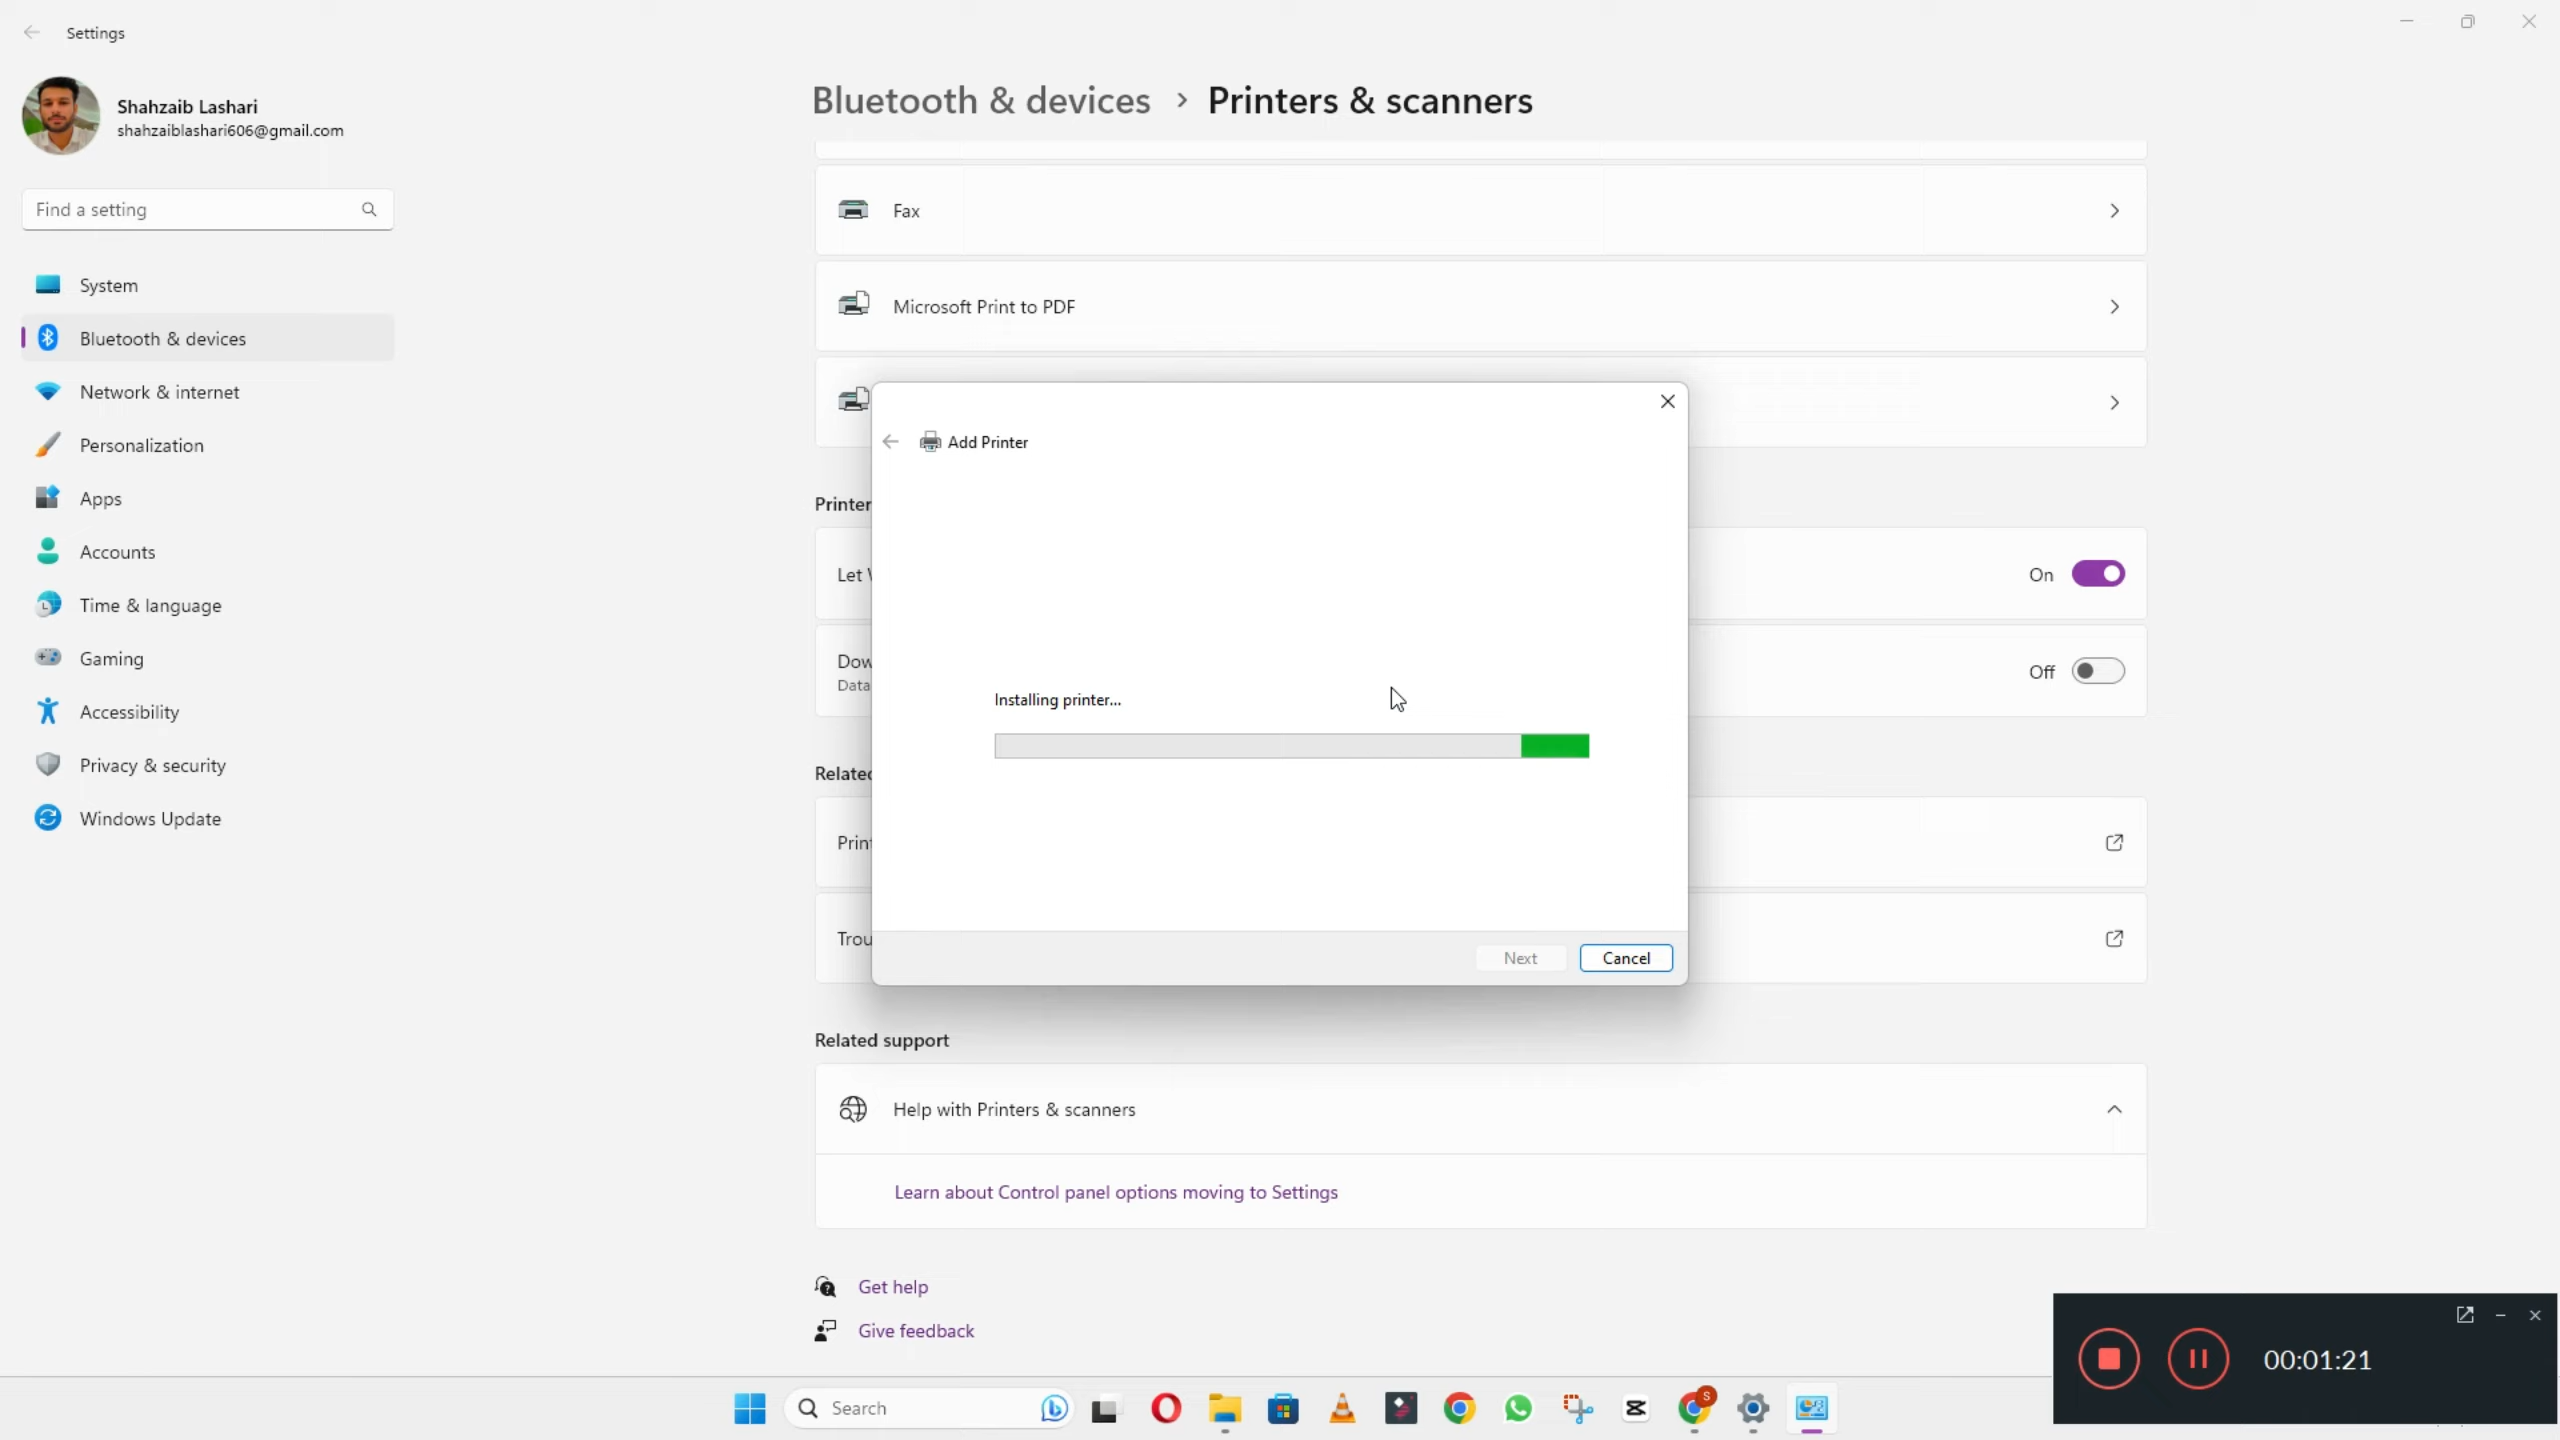 Settings
Shahzaib Lashari
shahzaiblashari606@gmail.com
Find a setting
System
Bluetooth & devices
Network & internet
Personalization
Apps
Accounts
Time & language
Gaming
Accessibility
Privacy & security
Windows Update
Bluetooth & devices > Printers & scanners
Fax
Microsoft Print to PDF
Add Printer
Printer
Let
On
Dow
Data
Off
Installing printer...
Related
Print
Trou
Next
Cancel
Related support
Help with Printers & scanners
Learn about Control panel options moving to Settings
Get help
Give feedback
00:01:21
Search
S